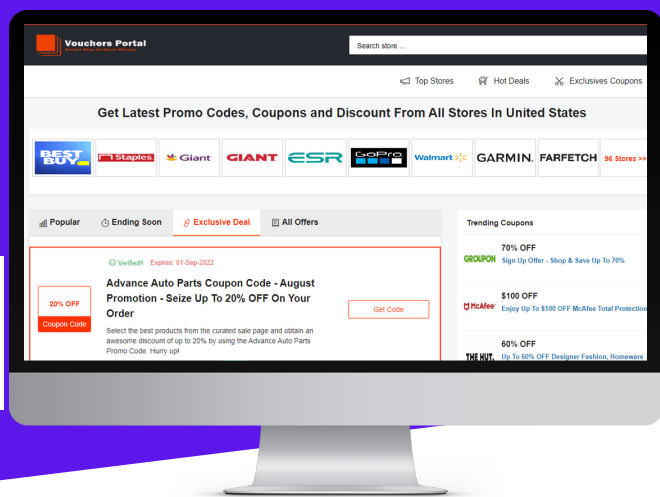 Vouchers Portal
Smart Way to Save Money
Search store ...
Top Stores
Hot Deals
Exclusives Coupons
Get Latest Promo Codes, Coupons and Discount From All Stores In United States
BEST BUY
Staples
Giant
GIANT
ESR
GoPro
Walmart
GARMIN.
FARFETCH
96 Stores >>
Popular
Ending Soon
Exclusive Deal
All Offers
Trending Coupons
Verified!! Expires: 01-Sep-2022
20% OFF
Coupon Code
Advance Auto Parts Coupon Code - August
Promotion - Seize Up To 20% OFF On Your
Order
Select the best products from the curated sale page and obtain an
awesome discount of up to 20% by using the Advance Auto Parts
Promo Code. Hurry up!
Get Code
GROUPON
70% OFF
Sign Up Offer - Shop & Save Up To 70%
McAfee
$100 OFF
Enjoy Up To $100 OFF McAfee Total Protection
THE HUT.
60% OFF
Up To 60% OFF Designer Fashion, Homeware